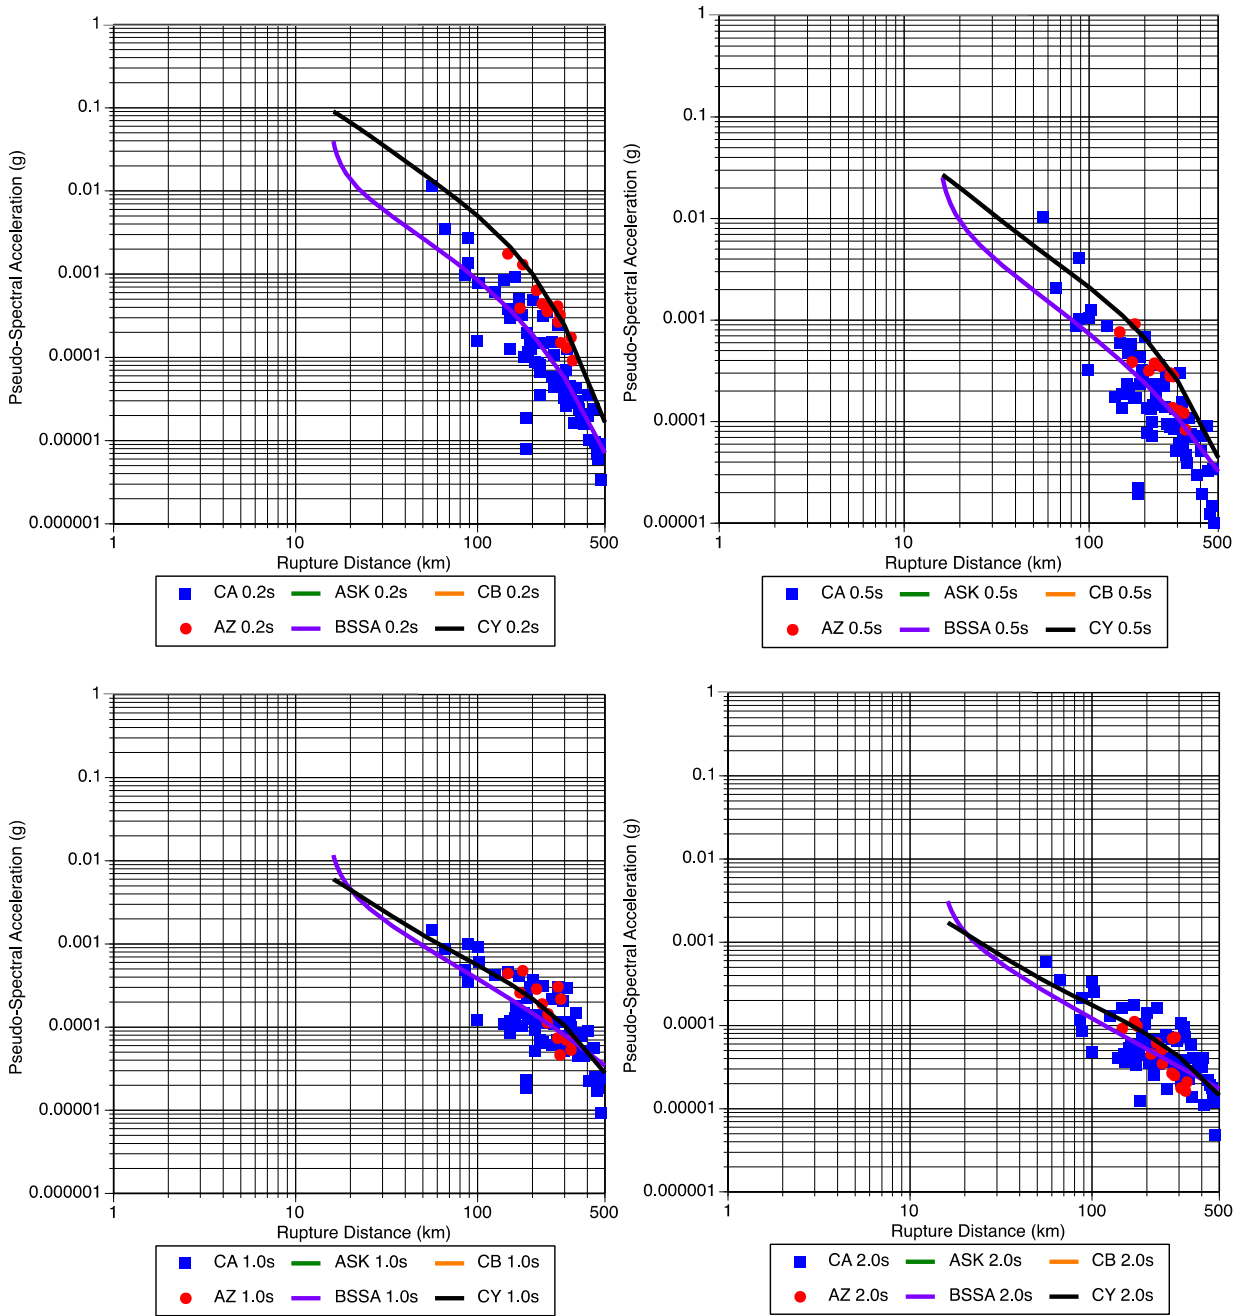 1
0.1
0.01
0.001
0.0001
0.00001
0.000001
Pseudo-Spectral Acceleration (g)
1 10 100 500
Rupture Distance (km)
CA 0.2s ASK 0.2s CB 0.2s
AZ 0.2s BSSA 0.2s CY 0.2s
1
0.1
0.01
0.001
0.0001
0.00001
Pseudo-Spectral Acceleration (g)
1 10 100 500
Rupture Distance (km)
CA 0.5s ASK 0.5s CB 0.5s
AZ 0.5s BSSA 0.5s CY 0.5s
1
0.1
0.01
0.001
0.0001
0.00001
0.000001
Pseudo-Spectral Acceleration (g)
1 10 100 500
Rupture Distance (km)
CA 1.0s ASK 1.0s CB 1.0s
AZ 1.0s BSSA 1.0s CY 1.0s
1
0.1
0.01
0.001
0.0001
0.00001
0.000001
Pseudo-Spectral Acceleration (g)
1 10 100 500
Rupture Distance (km)
CA 2.0s ASK 2.0s CB 2.0s
AZ 2.0s BSSA 2.0s CY 2.0s